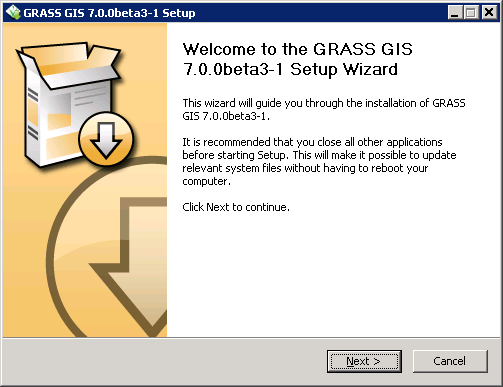 GRASS GIS 7.0.0beta3-1 Setup
Welcome to the GRASS GIS
7.0.0beta3-1 Setup Wizard
This wizard will guide you through the installation of GRASS
GIS 7.0.0beta3-1.
It is recommended that you close all other applications
before starting Setup. This will make it possible to update
relevant system files without having to reboot your
computer.
Click Next to continue.
Next >
Cancel